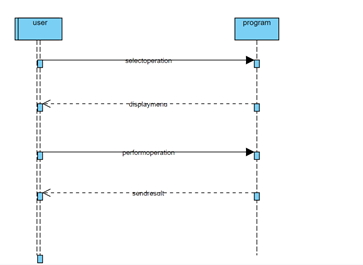 user
program
selectoperation
displaymenu
performoperation
sendresult